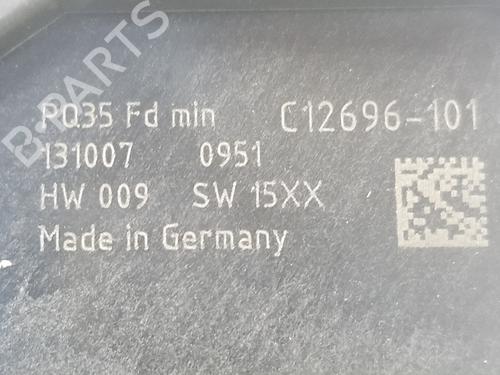 B-PARTS
PQ35 Fd min C12696-101
131007 0951
HW 009 SW 15XX
Made in Germany